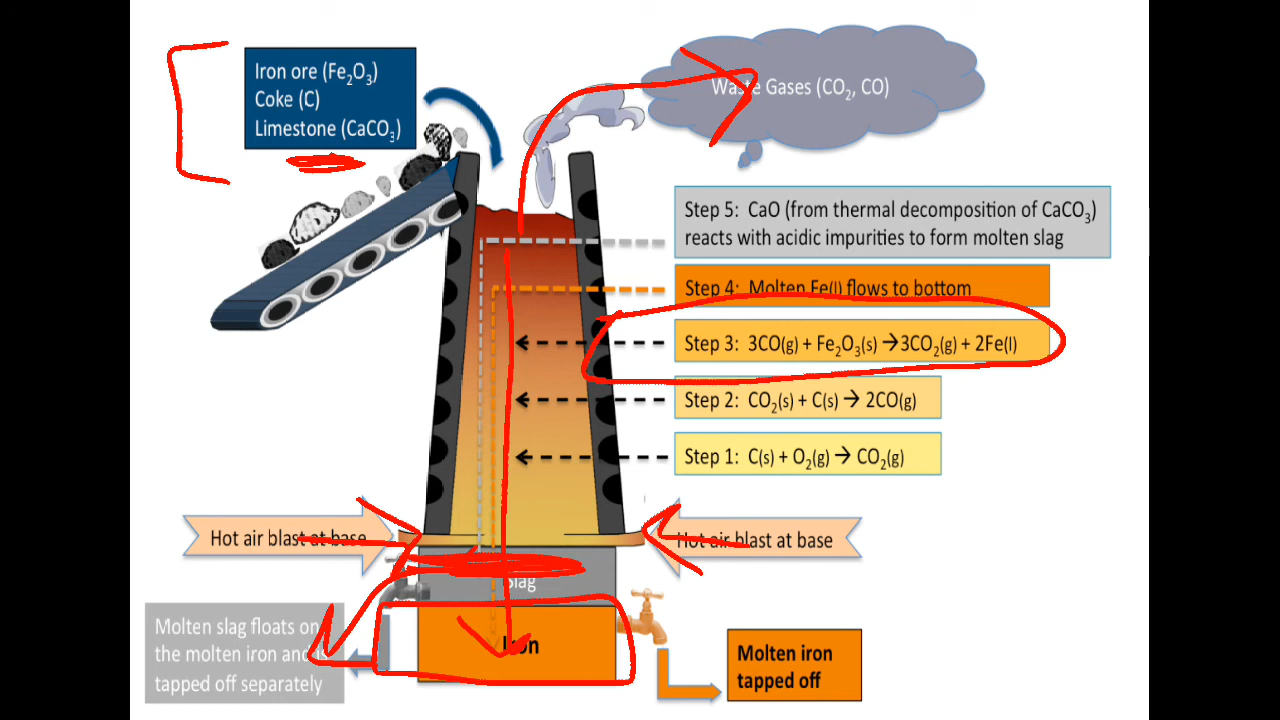 Iron ore (Fe₂O₃)
Coke (C)
Limestone (CaCO₃)
Waste Gases (CO₂, CO)
Step 5: CaO (from thermal decomposition of CaCO₃)
reacts with acidic impurities to form molten slag
Step 4: Molten Fe(l) flows to bottom
Step 3: 3CO(g) + Fe₂O₃(s) → 3CO₂(g) + 2Fe(l)
Step 2: CO₂(s) + C(s) → 2CO(g)
Step 1: C(s) + O₂(g) → CO₂(g)
Hot air blast at base
Hot air blast at base
Slag
Iron
Molten slag floats on
the molten iron and is
tapped off separately
Molten iron
tapped off